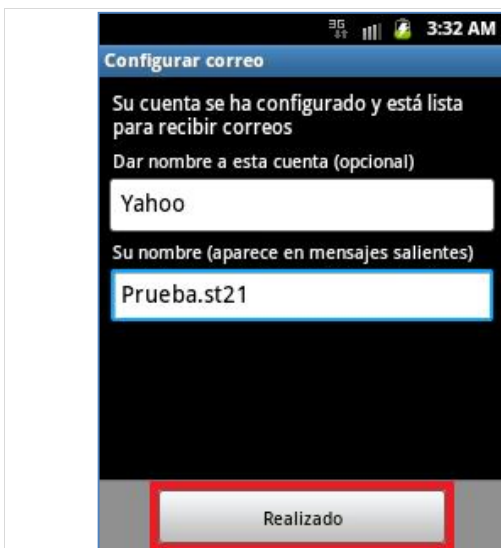 3G 3:32 AM
Configurar correo
Su cuenta se ha configurado y está lista
para recibir correos
Dar nombre a esta cuenta (opcional)
Yahoo
Su nombre (aparece en mensajes salientes)
Prueba.st21
Realizado